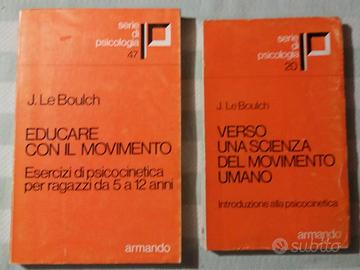 serie
di
psicologia
47
J. Le Boulch
EDUCARE
CON IL MOVIMENTO
Esercizi di psicocinetica
per ragazzi da 5 a 12 anni
armando
serie
di
psicologia
20
J. Le Boulch
VERSO
UNA SCIENZA
DEL MOVIMENTO
UMANO
Introduzione alla psicocinetica
armando
subito